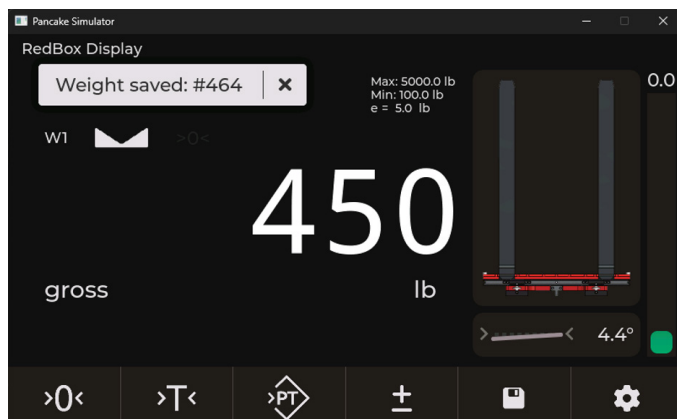 Pancake Simulator
RedBox Display
Weight saved: #464
Max: 5000.0 lb
Min: 100.0 lb
e = 5.0 lb
0.0
W1
>0<
450
gross
lb
4.4°
>0<
>T<
>PT<
±